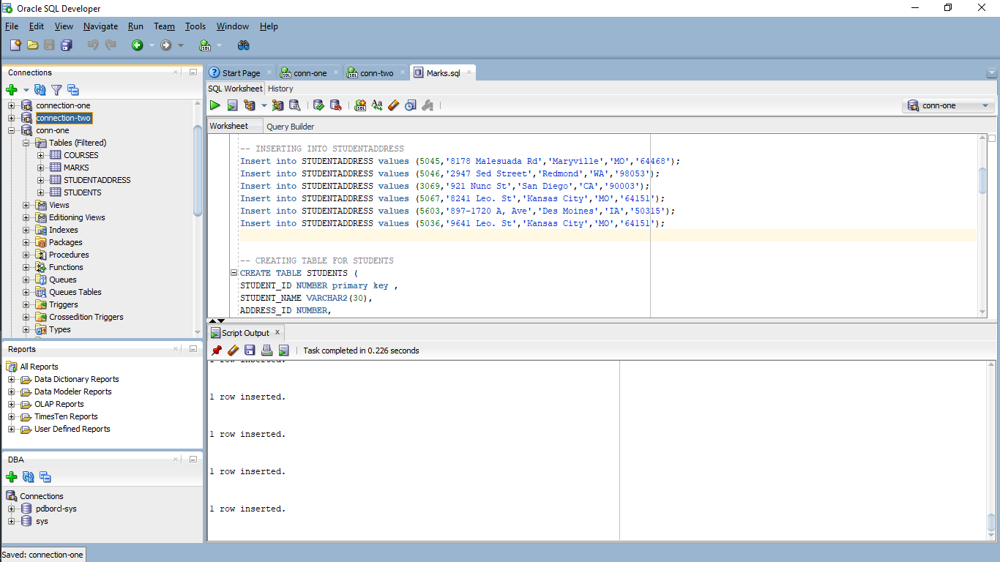 Oracle SQL Developer
File Edit View Navigate Run Team Tools Window Help
Connections
connection-one
connection-two
conn-one
Tables (Filtered)
COURSES
MARKS
STUDENTADDRESS
STUDENTS
Views
Editioning Views
Indexes
Packages
Procedures
Functions
Queues
Queues Tables
Triggers
Crossedition Triggers
Types
Reports
All Reports
Data Dictionary Reports
Data Modeler Reports
OLAP Reports
TimesTen Reports
User Defined Reports
DBA
Connections
pdborcl-sys
sys
Start Page conn-one conn-two Marks.sql
SQL Worksheet History
conn-one
Worksheet Query Builder
-- INSERTING INTO STUDENTADDRESS
Insert into STUDENTADDRESS values (5045,'8178 Malesuada Rd','Maryville','MO','64468');
Insert into STUDENTADDRESS values (5046,'2947 Sed Street','Redmond','WA','98053');
Insert into STUDENTADDRESS values (3069,'921 Nunc St','San Diego','CA','90003');
Insert into STUDENTADDRESS values (5067,'8241 Leo. St','Kansas City','MO','64151');
Insert into STUDENTADDRESS values (5603,'897-1720 A, Ave','Des Moines','IA','50315');
Insert into STUDENTADDRESS values (5036,'9641 Leo. St','Kansas City','MO','64151');
-- CREATING TABLE FOR STUDENTS
CREATE TABLE STUDENTS (
STUDENT_ID NUMBER primary key ,
STUDENT_NAME VARCHAR2(30),
ADDRESS_ID NUMBER,
Script Output x
Task completed in 0.226 seconds
1 row inserted.
1 row inserted.
1 row inserted.
1 row inserted.
1 row inserted.
Saved: connection-one